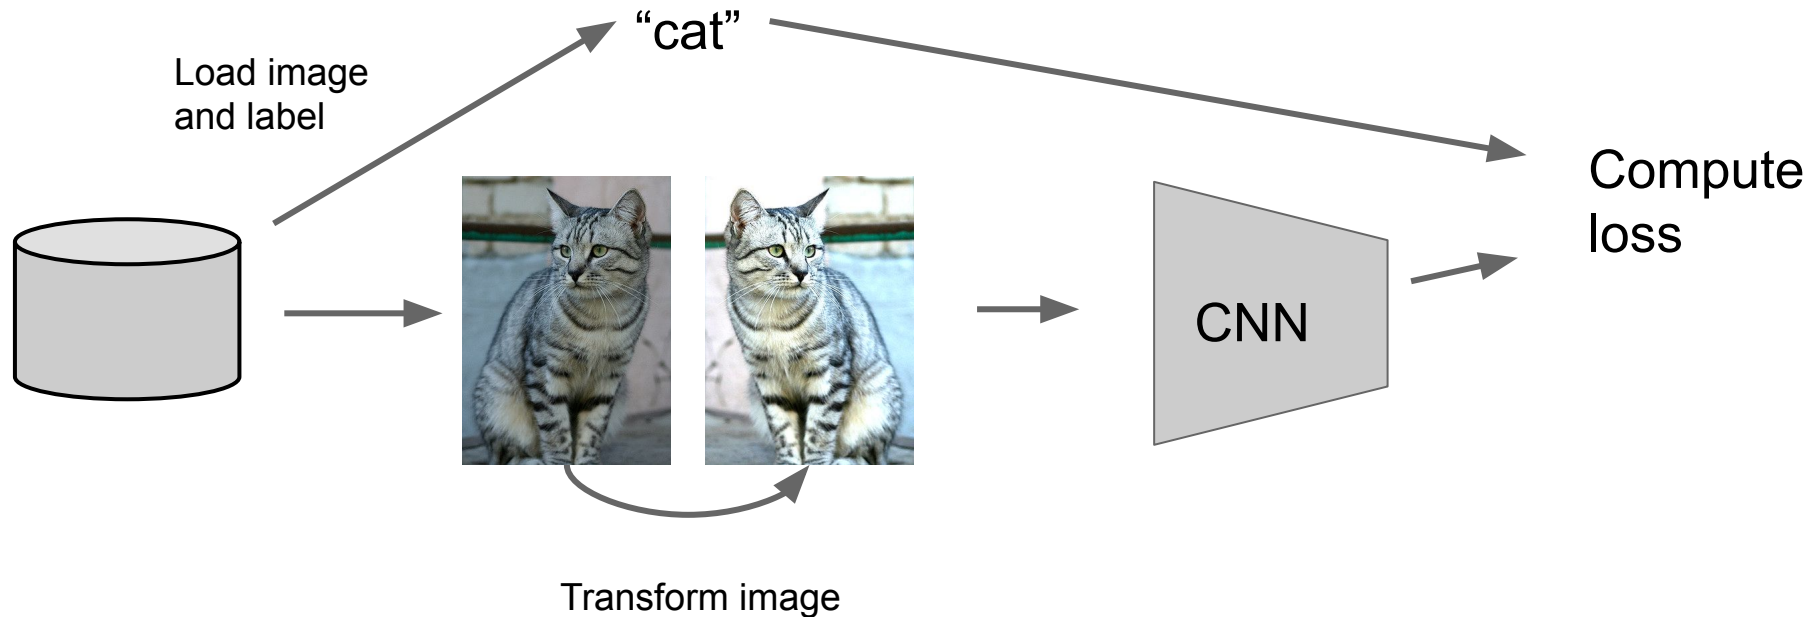 “cat”
Load image
and label
Compute
loss
CNN
Transform image